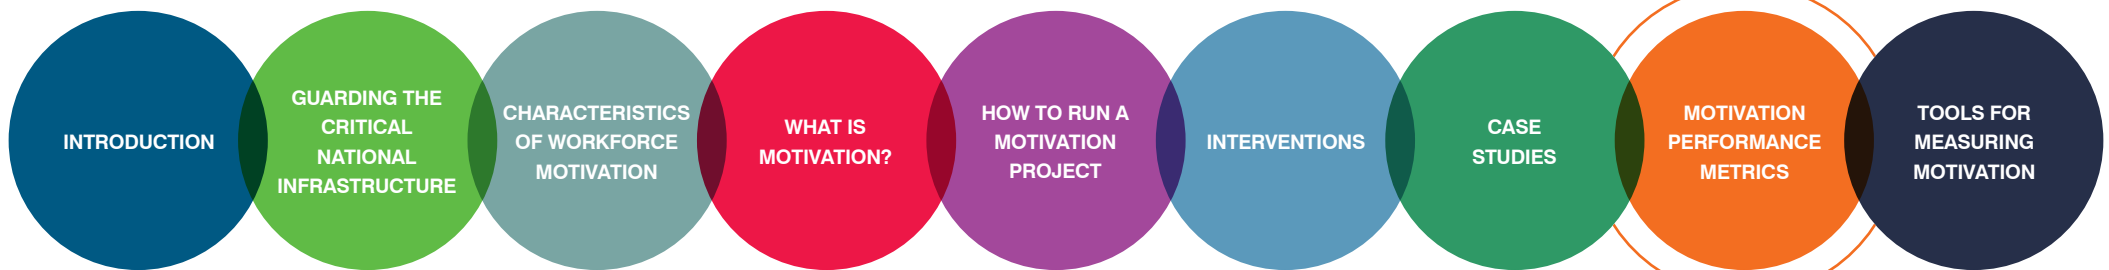 INTRODUCTION
GUARDING THE
CRITICAL
NATIONAL
INFRASTRUCTURE
CHARACTERISTICS
OF WORKFORCE
MOTIVATION
WHAT IS
MOTIVATION?
HOW TO RUN A
MOTIVATION
PROJECT
INTERVENTIONS
CASE
STUDIES
MOTIVATION
PERFORMANCE
METRICS
TOOLS FOR
MEASURING
MOTIVATION